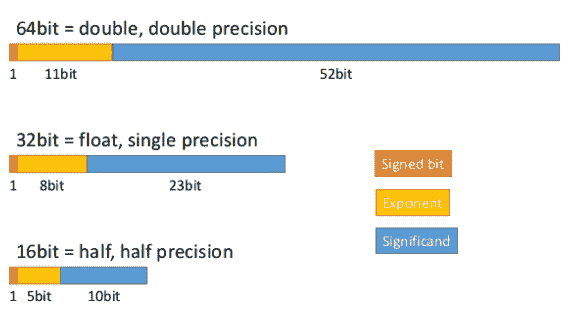 64bit = double, double precision
1 11bit 52bit
32bit = float, single precision
1 8bit 23bit
Signed bit
Exponent
Significand
16bit = half, half precision
1 5bit 10bit